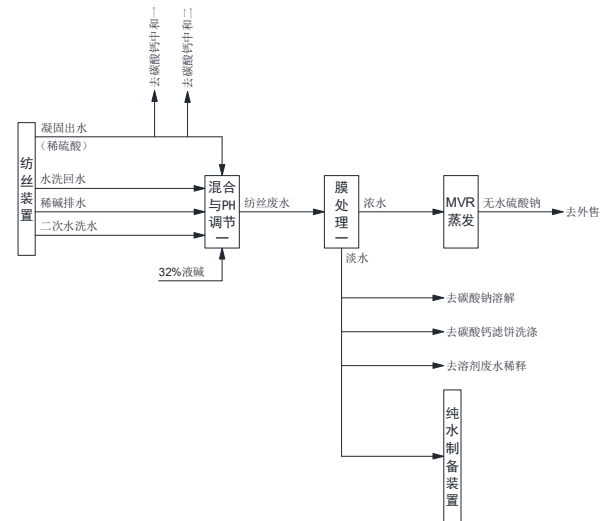 去碳酸钙中和一
去碳酸钙中和二
凝固出水
（稀硫酸）
纺丝装置
水洗回水
稀碱排水
二次水洗水
32%液碱
混合
与PH
调节
一
纺丝废水
膜处理一
浓水
MVR
蒸发
无水硫酸钠
去外售
淡水
去碳酸钠溶解
去碳酸钙滤饼洗涤
去溶剂废水稀释
纯水制备装置